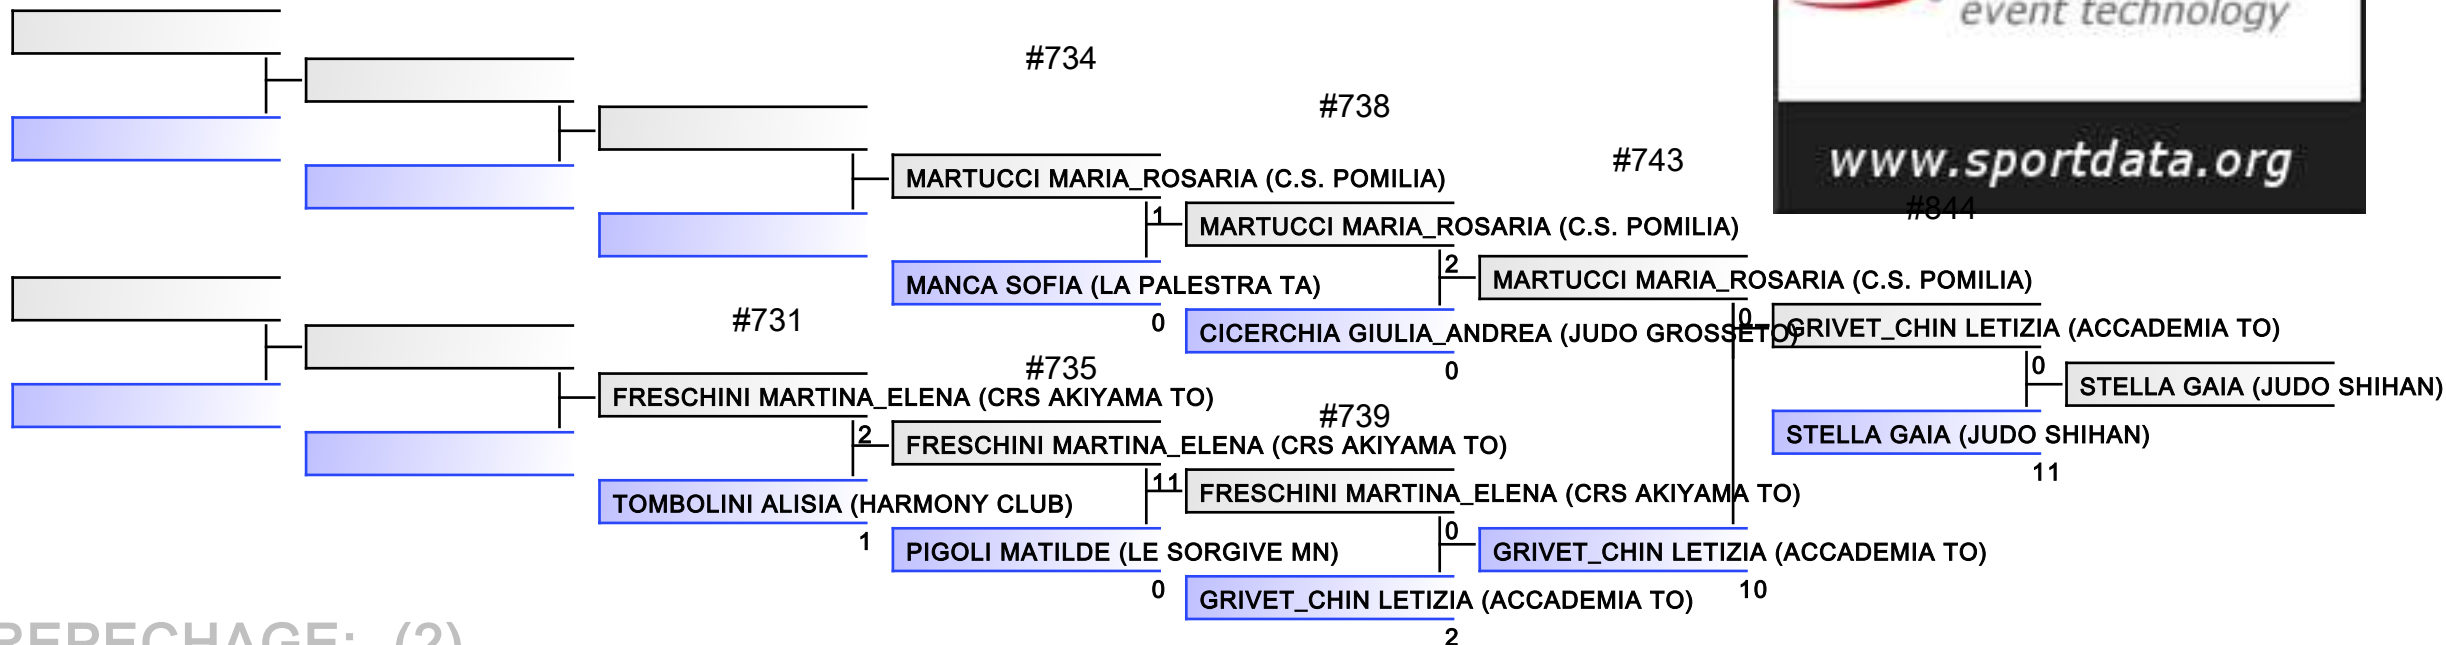 event technology
www.sportdata.org
#734
#738
#743
#844
MARTUCCI MARIA_ROSARIA (C.S. POMILIA)
1
MARTUCCI MARIA_ROSARIA (C.S. POMILIA)
MANCA SOFIA (LA PALESTRA TA)
0
2
MARTUCCI MARIA_ROSARIA (C.S. POMILIA)
CICERCHIA GIULIA_ANDREA (JUDO GROSSETO)
0
0
GRIVET_CHIN LETIZIA (ACCADEMIA TO)
0
STELLA GAIA (JUDO SHIHAN)
STELLA GAIA (JUDO SHIHAN)
11
#731
#735
#739
FRESCHINI MARTINA_ELENA (CRS AKIYAMA TO)
2
FRESCHINI MARTINA_ELENA (CRS AKIYAMA TO)
TOMBOLINI ALISIA (HARMONY CLUB)
1
11
FRESCHINI MARTINA_ELENA (CRS AKIYAMA TO)
PIGOLI MATILDE (LE SORGIVE MN)
0
0
GRIVET_CHIN LETIZIA (ACCADEMIA TO)
10
GRIVET_CHIN LETIZIA (ACCADEMIA TO)
2
REPECHAGE: (2)